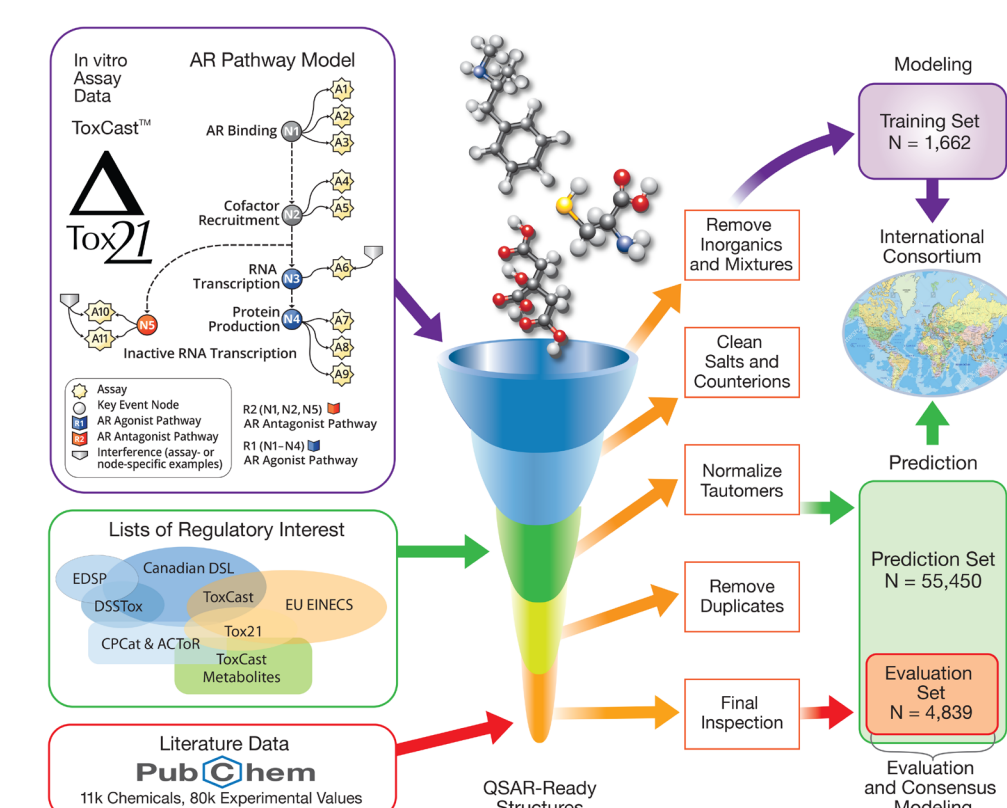 In vitro
Assay
Data
ToxCast™
Tox21
AR Pathway Model
AR Binding
N1
A1
A2
A3
Cofactor
Recruitment
N2
A4
A5
RNA
Transcription
N3
A6
Protein
Production
N4
A7
A8
A9
A10
A11
N5
Inactive RNA Transcription
Assay
Key Event Node
R1 AR Agonist Pathway
R2 AR Antagonist Pathway
Interference (assay- or
node-specific examples)
R2 (N1, N2, N5)
AR Antagonist Pathway
R1 (N1–N4)
AR Agonist Pathway
Lists of Regulatory Interest
EDSP
Canadian DSL
DSSTox
ToxCast
EU EINECS
Tox21
CPCat & ACToR
ToxCast
Metabolites
Literature Data
PubChem
11k Chemicals, 80k Experimental Values
QSAR-Ready
Structures
Remove
Inorganics
and Mixtures
Clean
Salts and
Counterions
Normalize
Tautomers
Remove
Duplicates
Final
Inspection
Modeling
Training Set
N = 1,662
International
Consortium
Prediction
Prediction Set
N = 55,450
Evaluation
Set
N = 4,839
Evaluation
and Consensus
Modeling